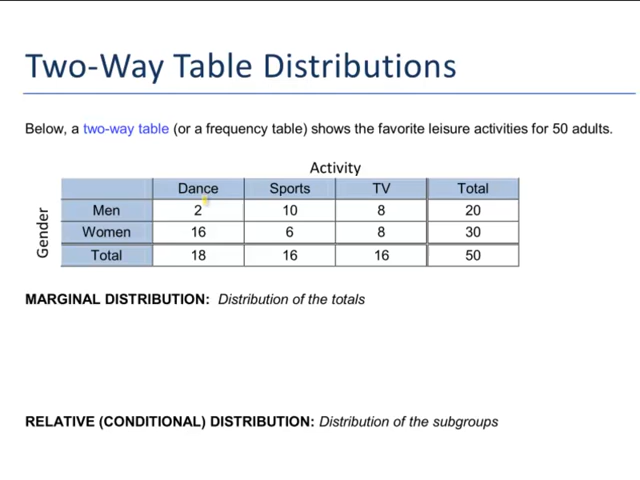 Two-Way Table Distributions
Below, a two-way table (or a frequency table) shows the favorite leisure activities for 50 adults.
Activity
Gender
Dance Sports TV Total
Men 2 10 8 20
Women 16 6 8 30
Total 18 16 16 50
MARGINAL DISTRIBUTION: Distribution of the totals
RELATIVE (CONDITIONAL) DISTRIBUTION: Distribution of the subgroups